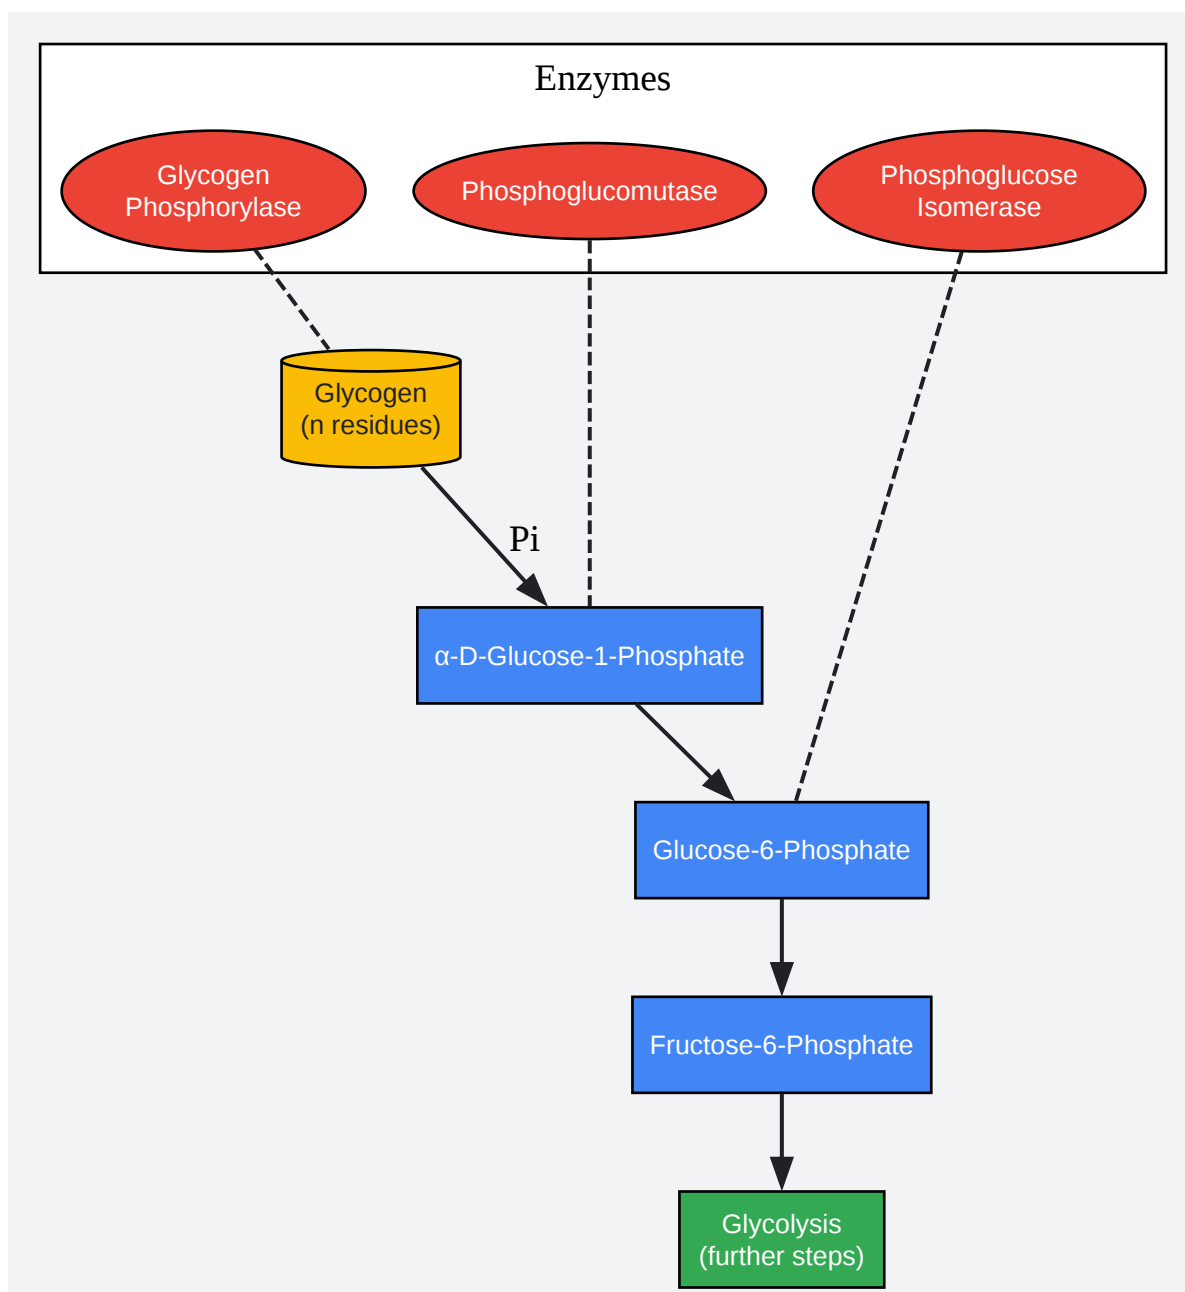 Enzymes
Glycogen
Phosphorylase
Phosphoglucomutase
Phosphoglucose
Isomerase
Glycogen
(n residues)
Pi
α-D-Glucose-1-Phosphate
Glucose-6-Phosphate
Fructose-6-Phosphate
Glycolysis
(further steps)